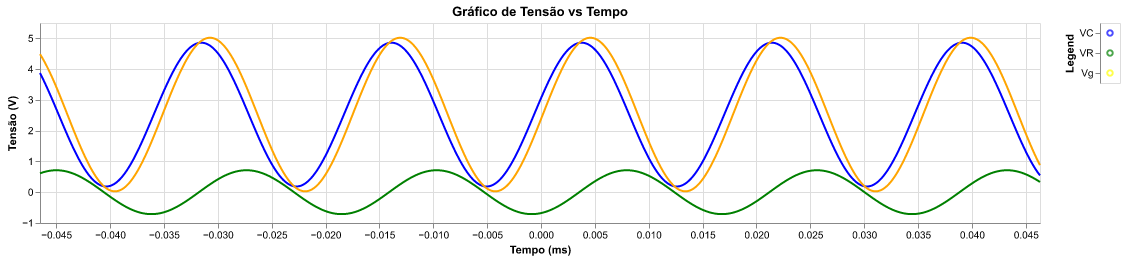 Gráfico de Tensão vs Tempo
Tensão (V)
5
4
3
2
1
0
−1
−0.045 −0.040 −0.035 −0.030 −0.025 −0.020 −0.015 −0.010 −0.005 0.000 0.005 0.010 0.015 0.020 0.025 0.030 0.035 0.040 0.045
Tempo (ms)
Legend
VC
VR
Vg